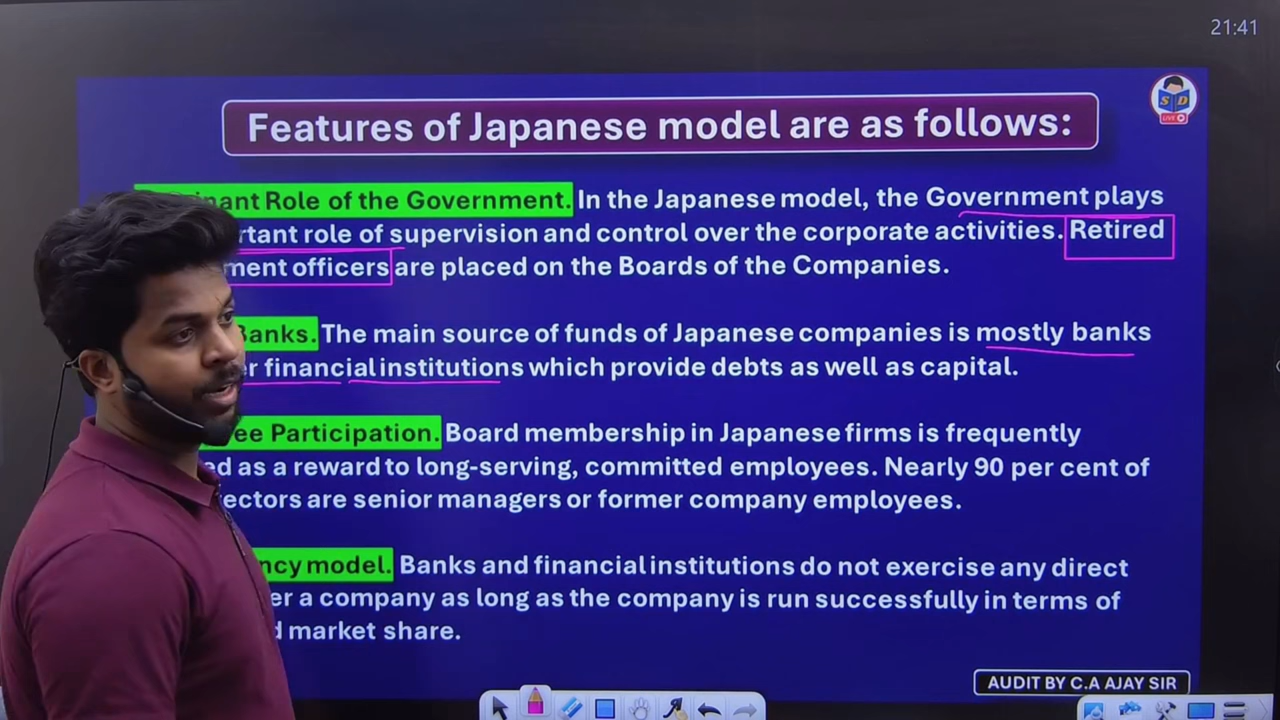 21:41
S D
LIVE
Features of Japanese model are as follows:
Role of the Government. In the Japanese model, the Government plays
role of supervision and control over the corporate activities. Retired
officers are placed on the Boards of the Companies.
Banks. The main source of funds of Japanese companies is mostly banks
financial institutions which provide debts as well as capital.
Participation. Board membership in Japanese firms is frequently
as a reward to long-serving, committed employees. Nearly 90 per cent of
are senior managers or former company employees.
model. Banks and financial institutions do not exercise any direct
a company as long as the company is run successfully in terms of
market share.
AUDIT BY C.A AJAY SIR